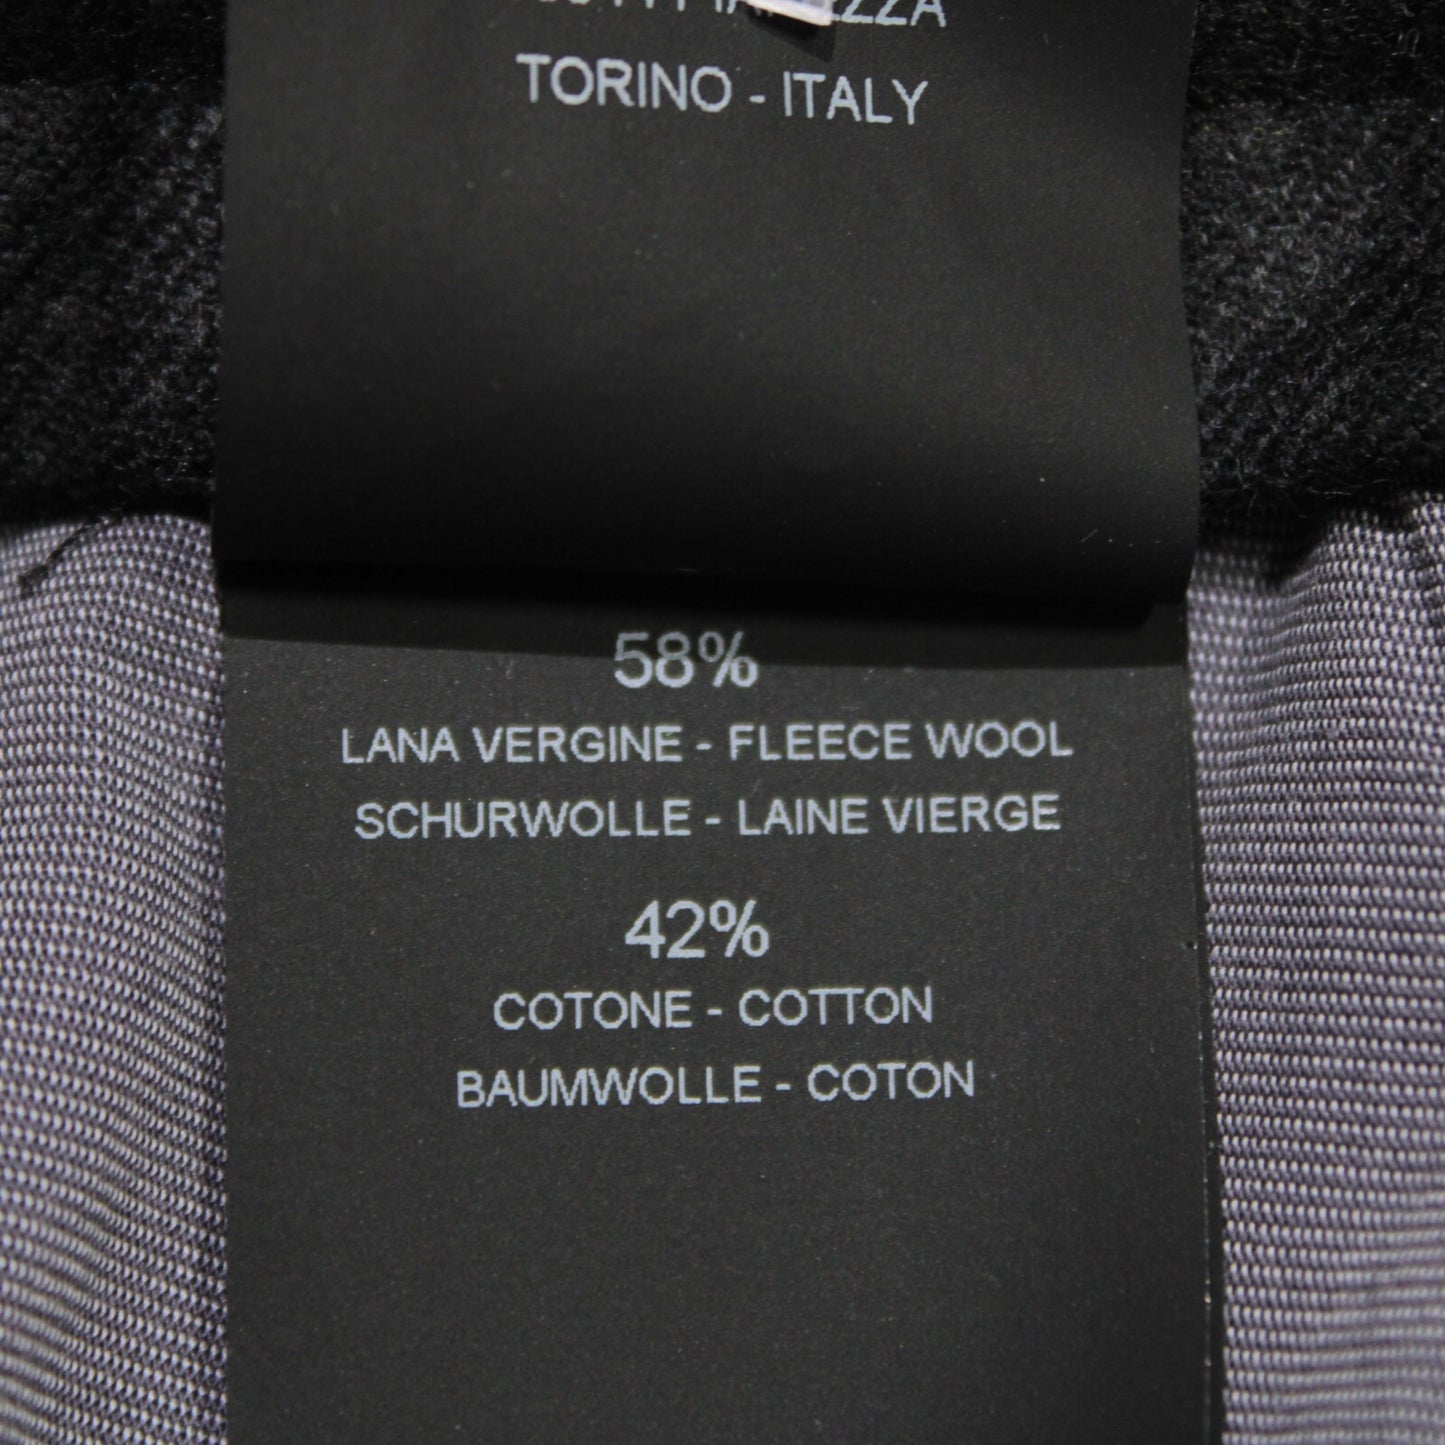 TORINO - ITALY
58%
LANA VERGINE - FLEECE WOOL
SCHURWOLLE - LAINE VIERGE
42%
COTONE - COTTON
BAUMWOLLE - COTON